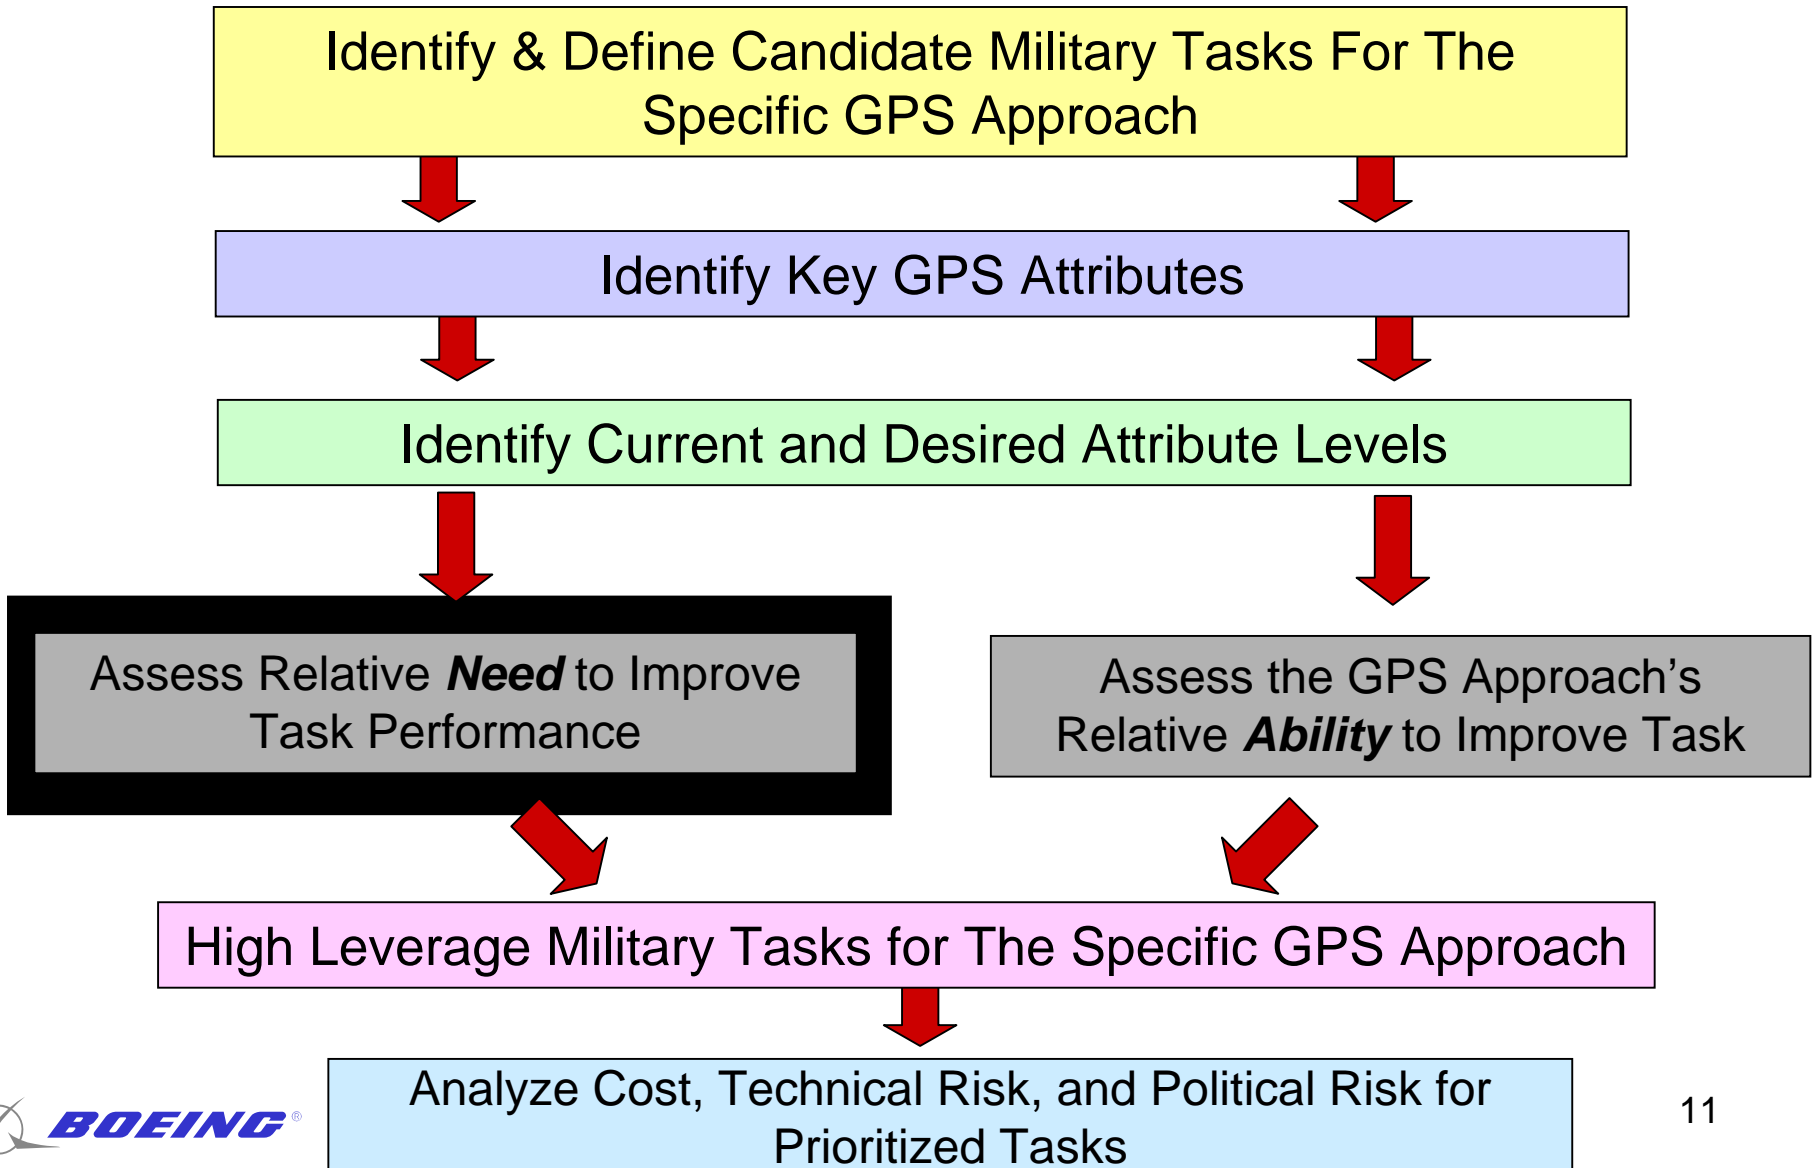 Identify & Define Candidate Military Tasks For The
Specific GPS Approach
Identify Key GPS Attributes
Identify Current and Desired Attribute Levels
Assess Relative Need to Improve
Task Performance
Assess the GPS Approach’s
Relative Ability to Improve Task
High Leverage Military Tasks for The Specific GPS Approach
Analyze Cost, Technical Risk, and Political Risk for
Prioritized Tasks
BOEING®
11